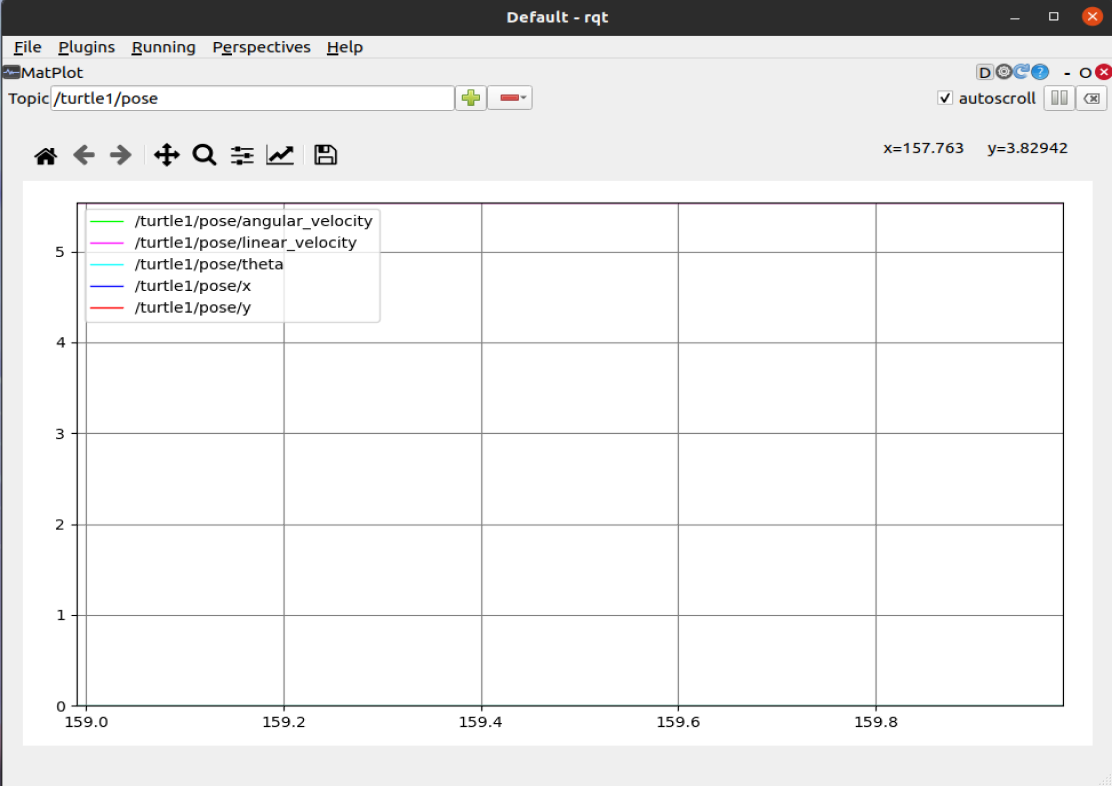 Default - rqt
File Plugins Running Perspectives Help
MatPlot D ? - O
Topic /turtle1/pose autoscroll
x=157.763 y=3.82942
/turtle1/pose/angular_velocity
/turtle1/pose/linear_velocity
/turtle1/pose/theta
/turtle1/pose/x
/turtle1/pose/y
5
4
3
2
1
0
159.0 159.2 159.4 159.6 159.8